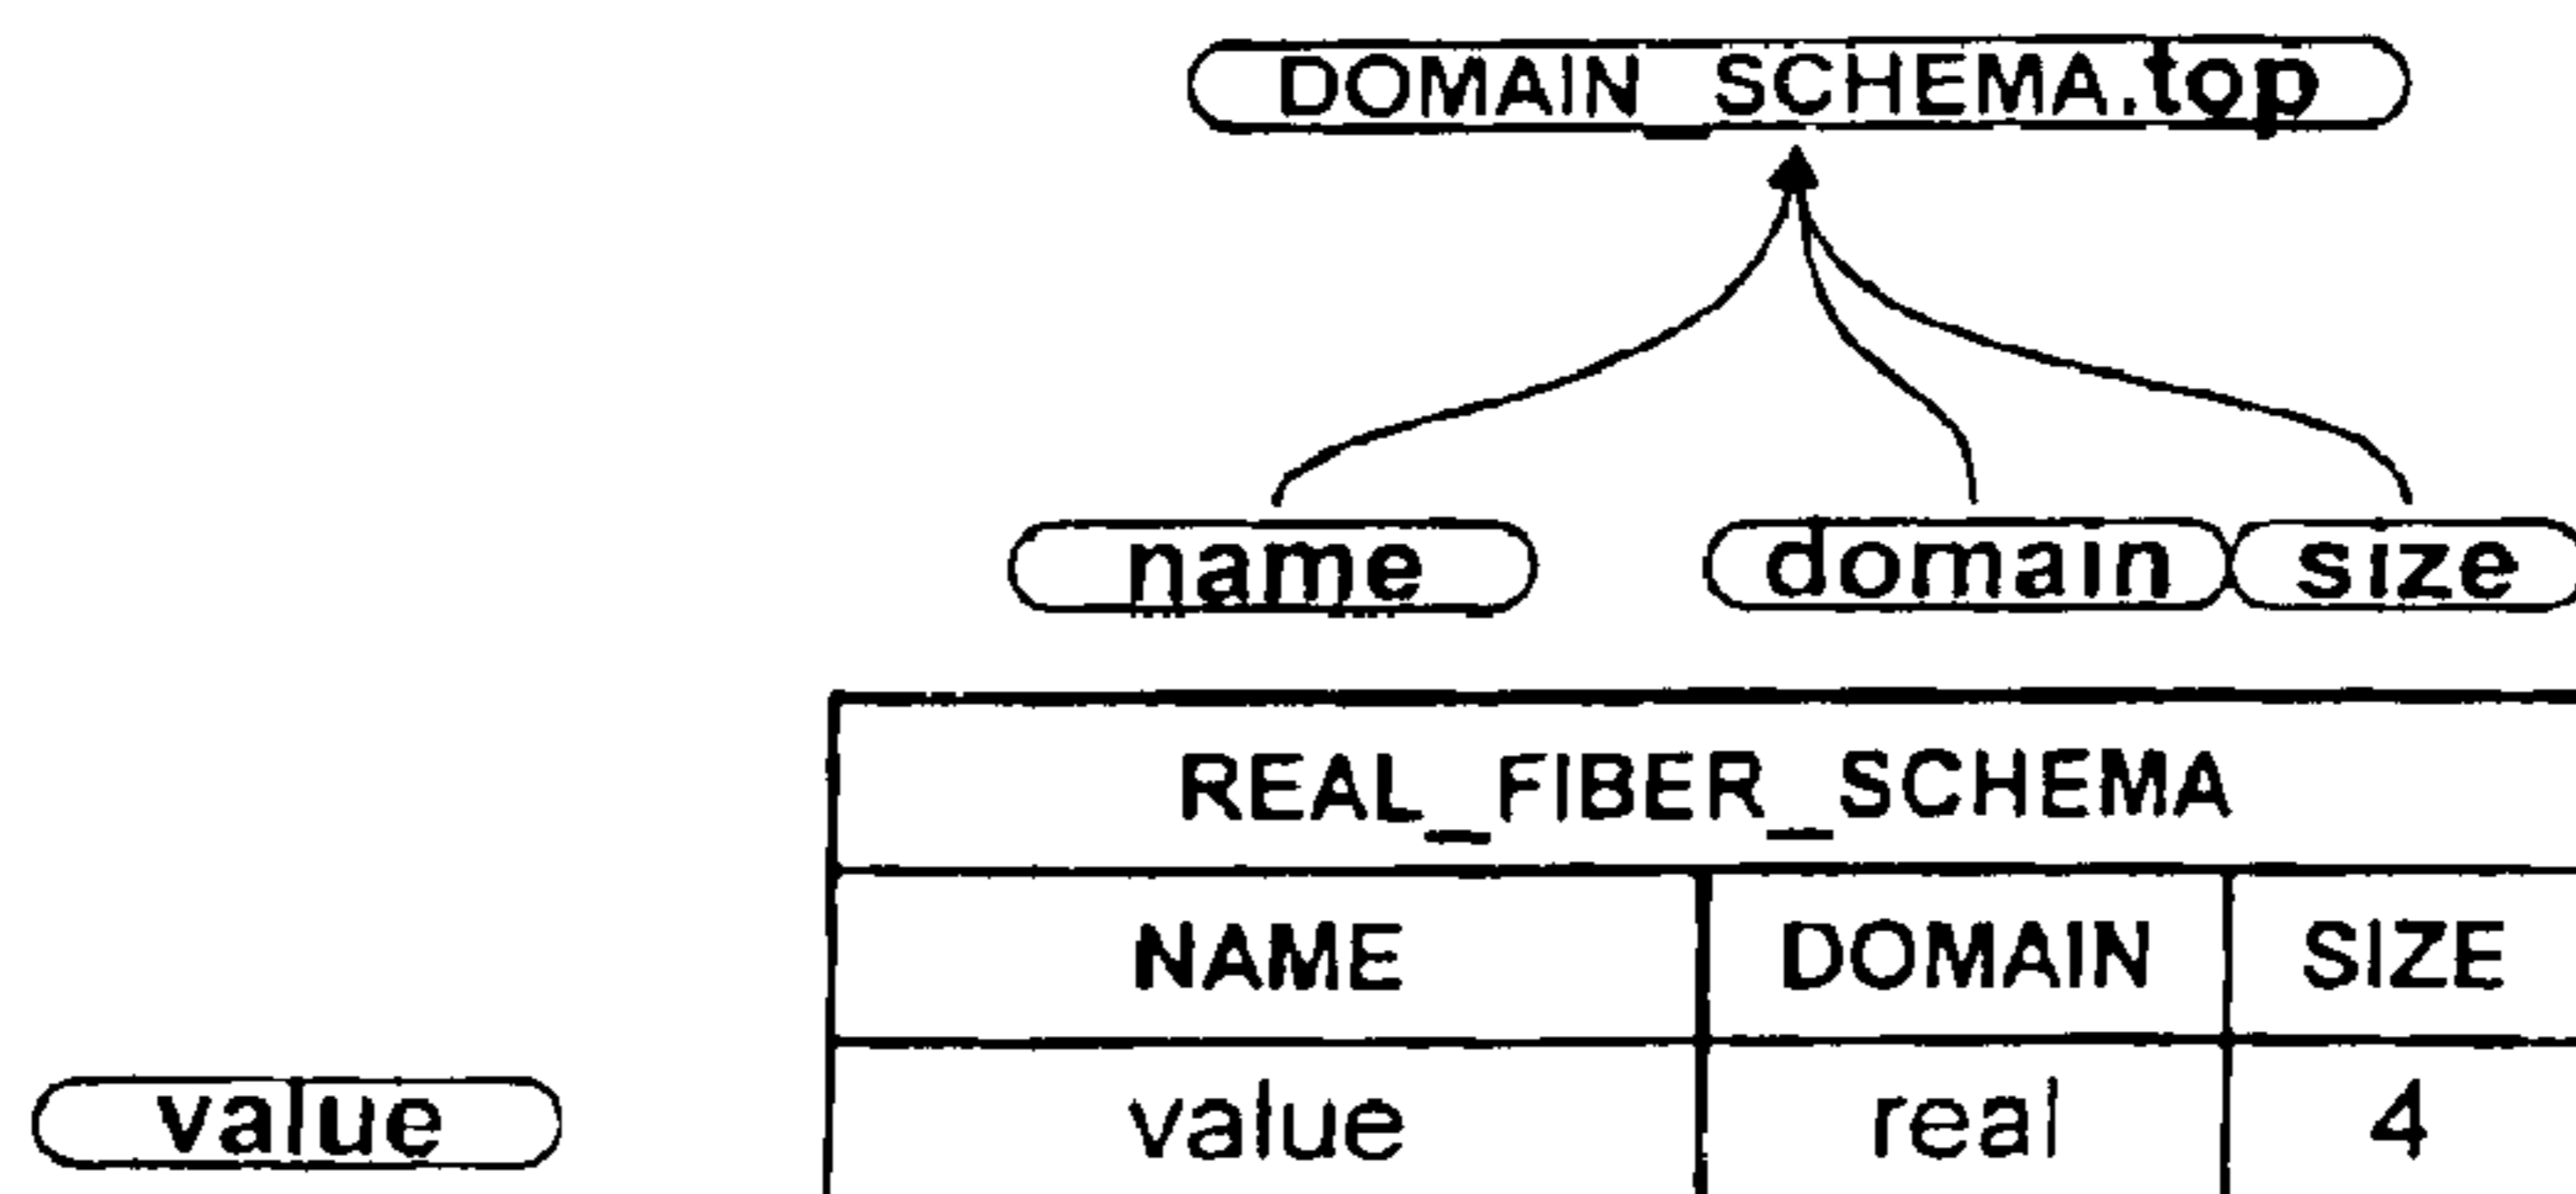 DOMAIN_SCHEMA.top
name domain size
REAL_FIBER_SCHEMA
NAME DOMAIN SIZE
value value real 4